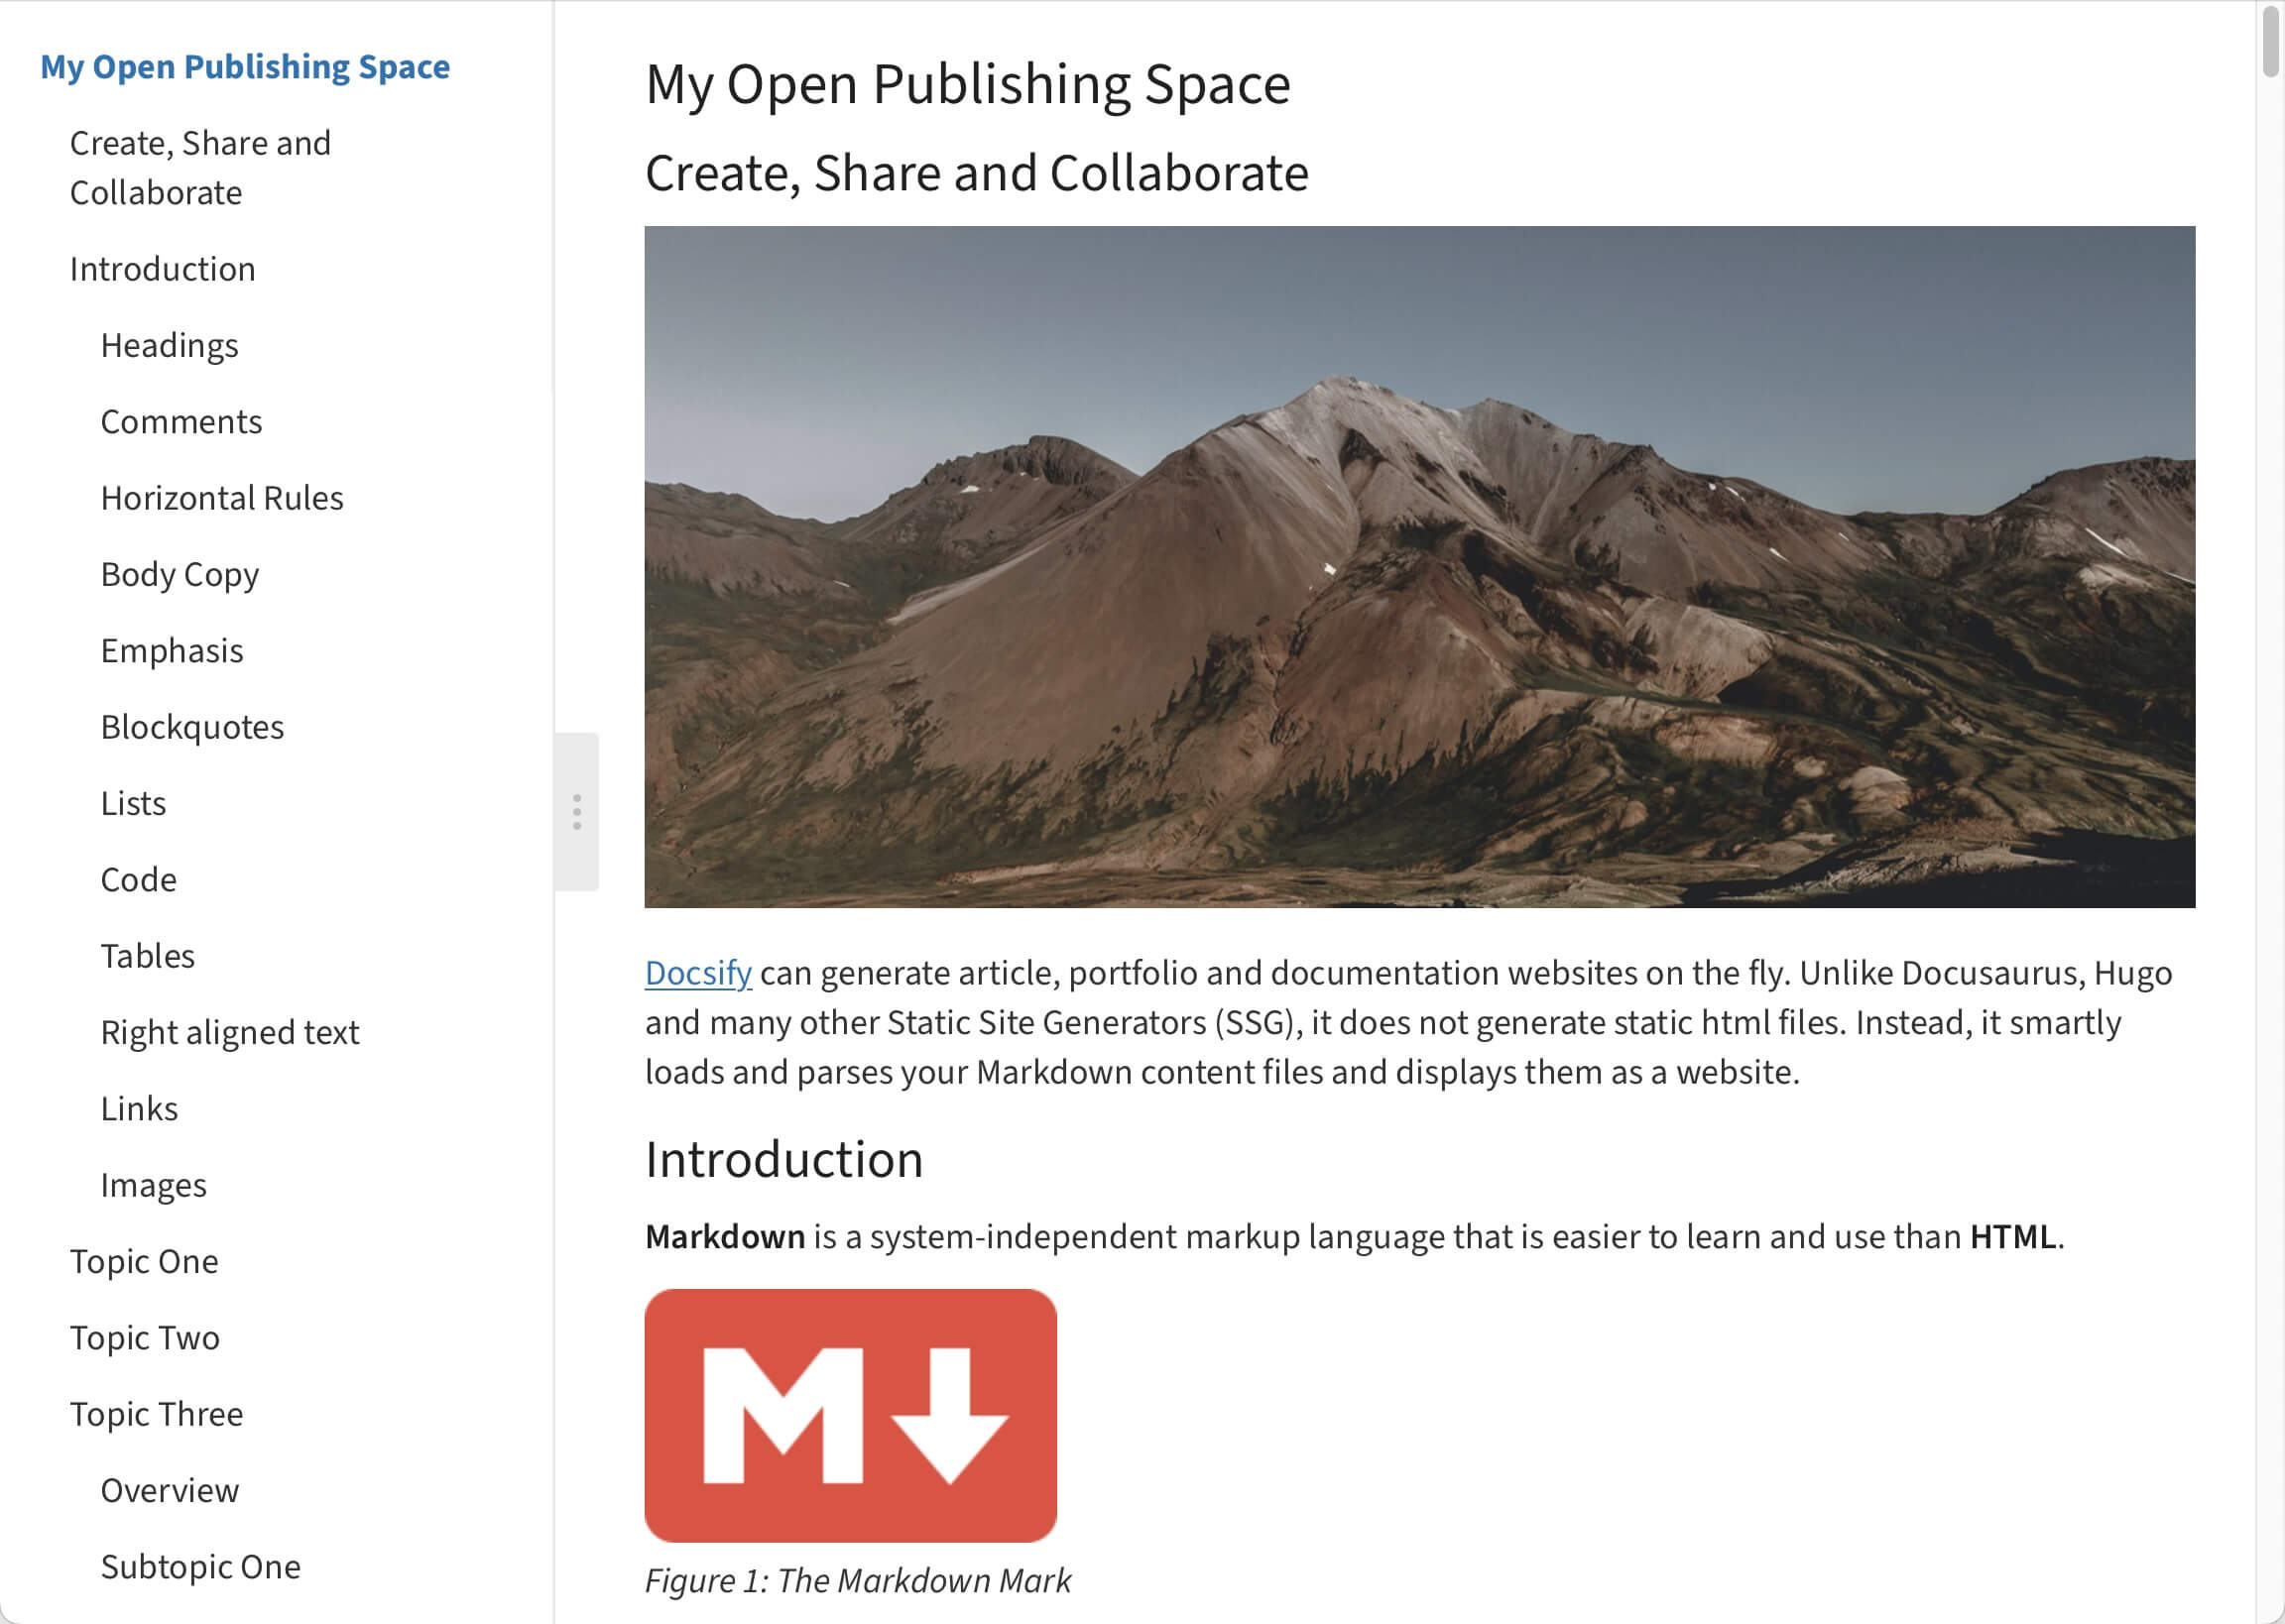 My Open Publishing Space
Create, Share and
Collaborate
Introduction
Headings
Comments
Horizontal Rules
Body Copy
Emphasis
Blockquotes
Lists
Code
Tables
Right aligned text
Links
Images
Topic One
Topic Two
Topic Three
Overview
Subtopic One
My Open Publishing Space
Create, Share and Collaborate
Docsify can generate article, portfolio and documentation websites on the fly. Unlike Docusaurus, Hugo
and many other Static Site Generators (SSG), it does not generate static html files. Instead, it smartly
loads and parses your Markdown content files and displays them as a website.
Introduction
Markdown is a system-independent markup language that is easier to learn and use than HTML.
M
Figure 1: The Markdown Mark